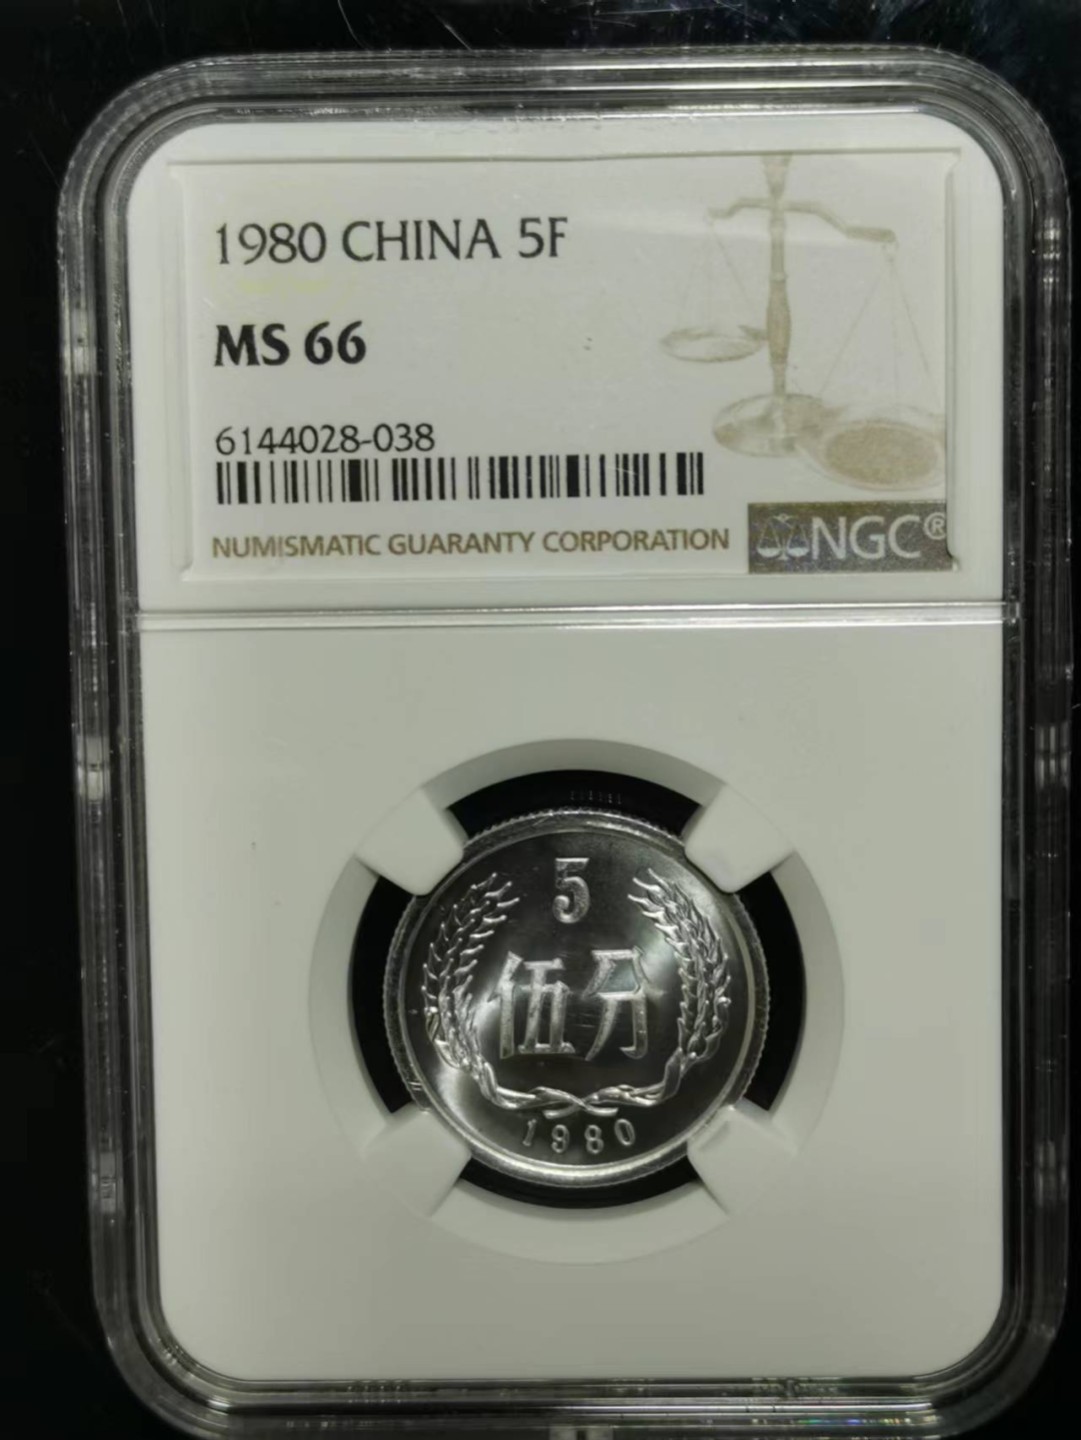 1980 CHINA 5F
MS 66
6144028-038
NUMISMATIC GUARANTY CORPORATION
NGC®
5
伍分
1980